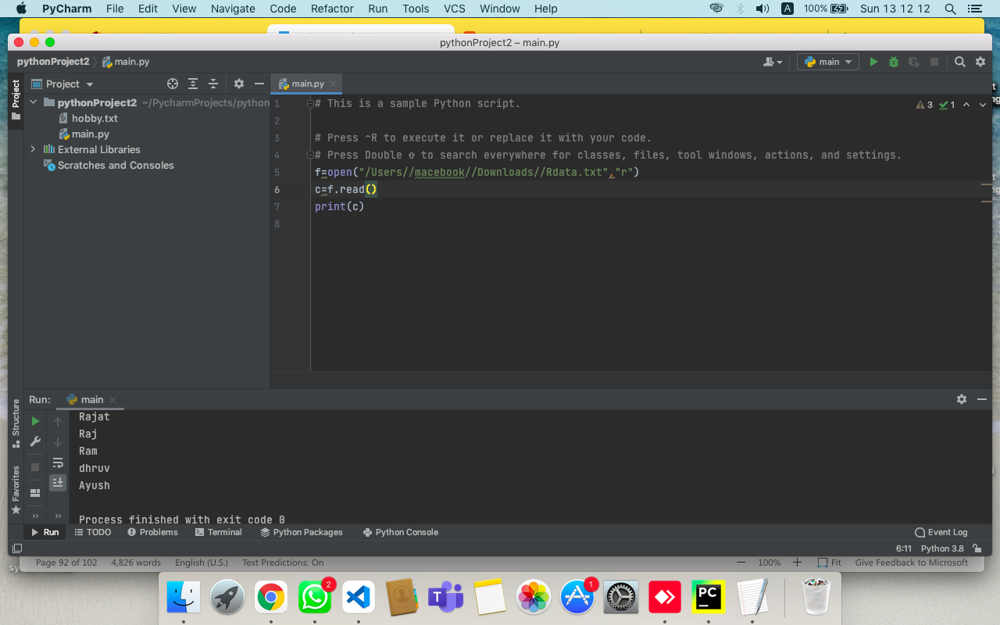 PyCharm File Edit View Navigate Code Refactor Run Tools VCS Window Help A 100% Sun 13 12 12
pythonProject2 – main.py
pythonProject2 main.py main
Project main.py
Project
pythonProject2 ~/PycharmProjects/python
hobby.txt
main.py
External Libraries
Scratches and Consoles
3 1
1 # This is a sample Python script.
2
3 # Press ^R to execute it or replace it with your code.
4 # Press Double ⇧ to search everywhere for classes, files, tool windows, actions, and settings.
5 f=open("/Users//macebook//Downloads//Rdata.txt","r")
6 c=f.read()
7 print(c)
8
Run: main
Rajat
Raj
Ram
dhruv
Ayush
Process finished with exit code 0
Structure
Favorites
Run TODO Problems Terminal Python Packages Python Console Event Log
6:11 Python 3.8
Page 92 of 102 4,826 words English (U.S.) Text Predictions: On 100% Fit Give Feedback to Microsoft
2
1
T
PC